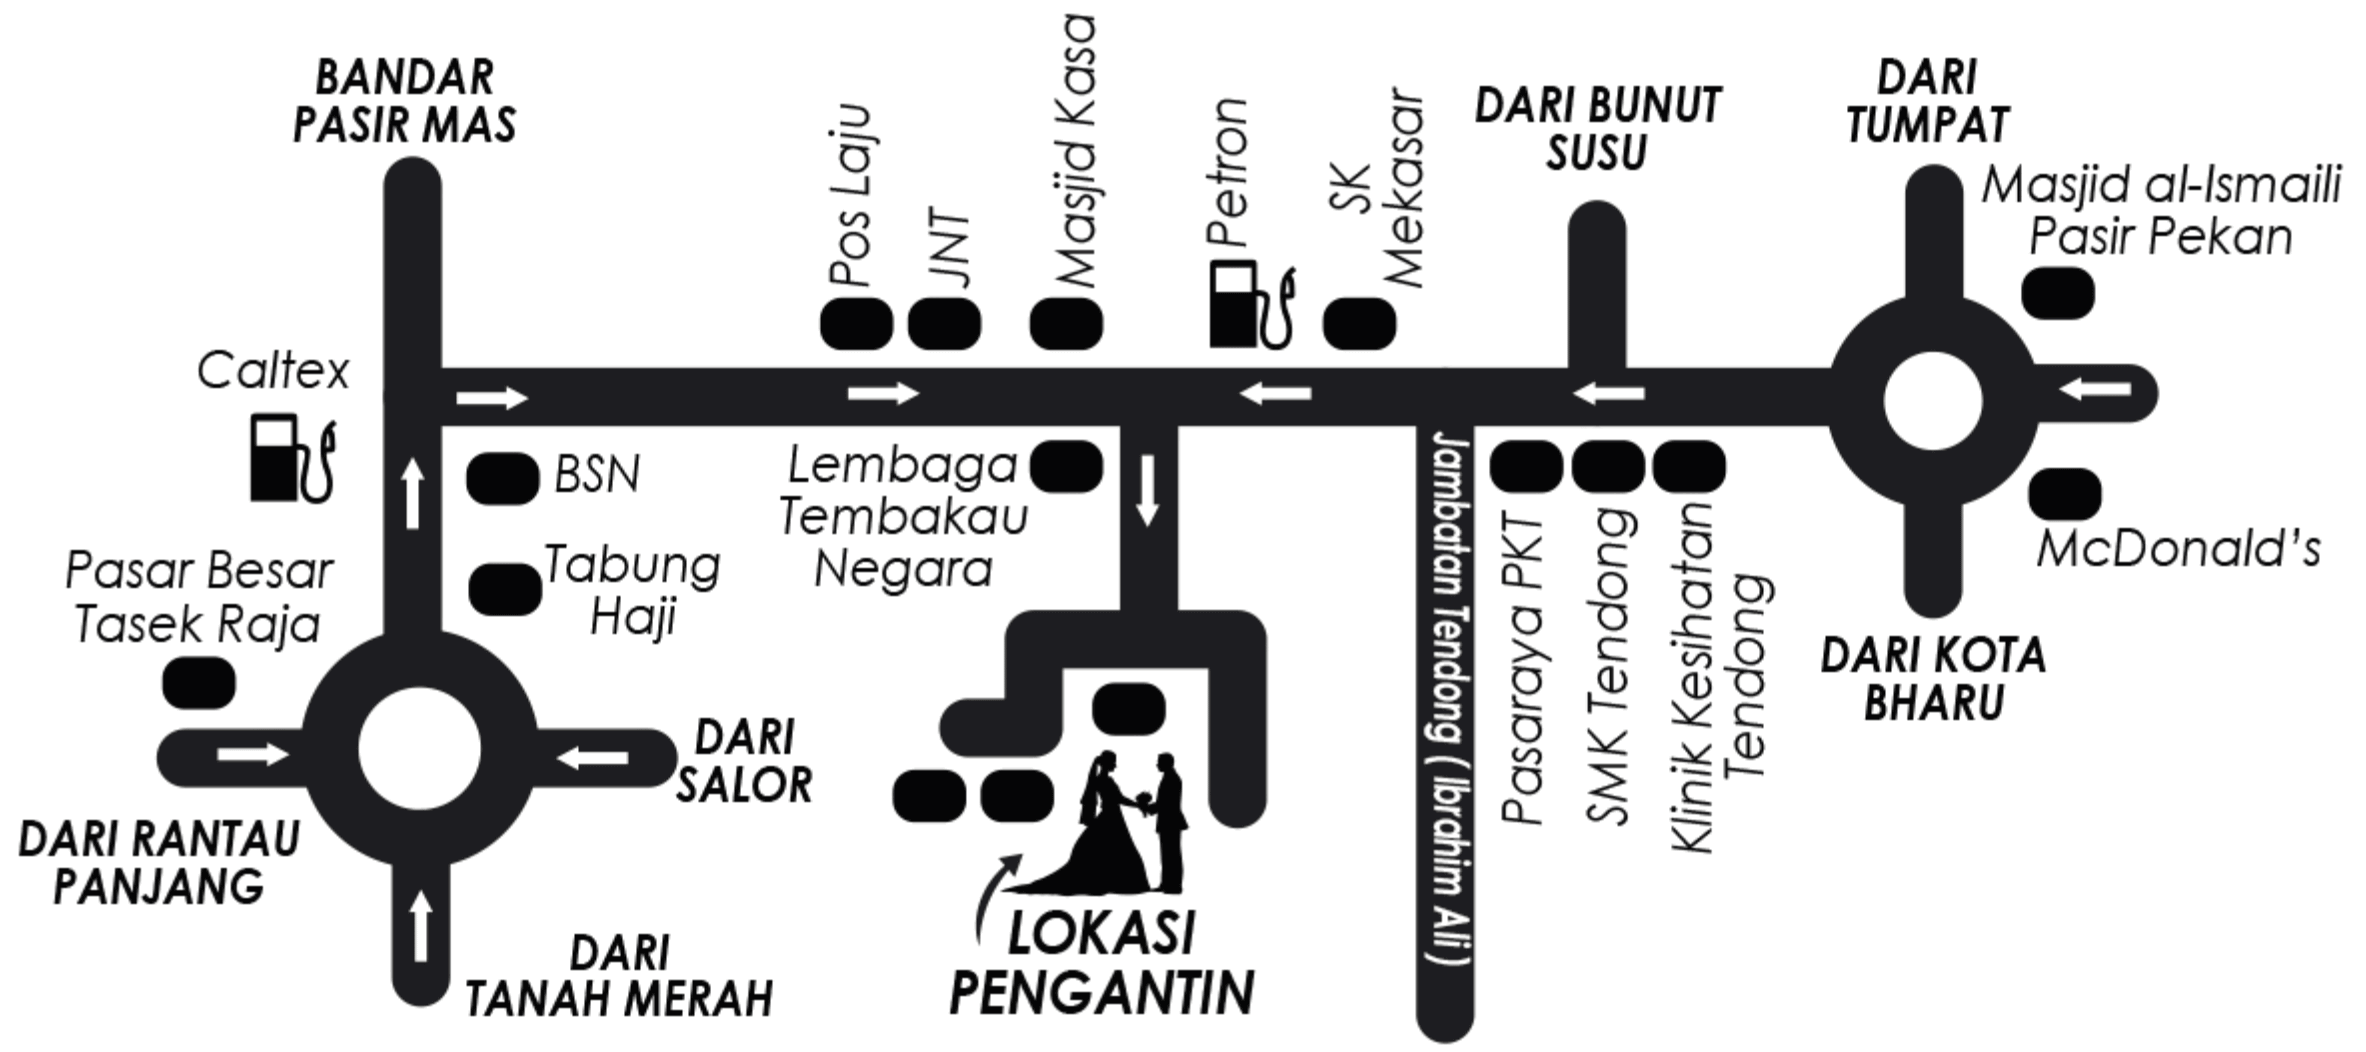 BANDAR
PASIR MAS
Pos Laju
JNT
Masjid Kasa
Petron
SK
Mekasar
DARI BUNUT
SUSU
DARI
TUMPAT
Masjid al-Ismaili
Pasir Pekan
Caltex
BSN
Lembaga
Tembakau
Negara
Tabung
Haji
Pasar Besar
Tasek Raja
Jambatan Tendong ( Ibrahim Ali )
Pasaraya PKT
SMK Tendong
Klinik Kesihatan
Tendong
McDonald's
DARI KOTA
BHARU
DARI
SALOR
DARI RANTAU
PANJANG
DARI
TANAH MERAH
LOKASI
PENGANTIN